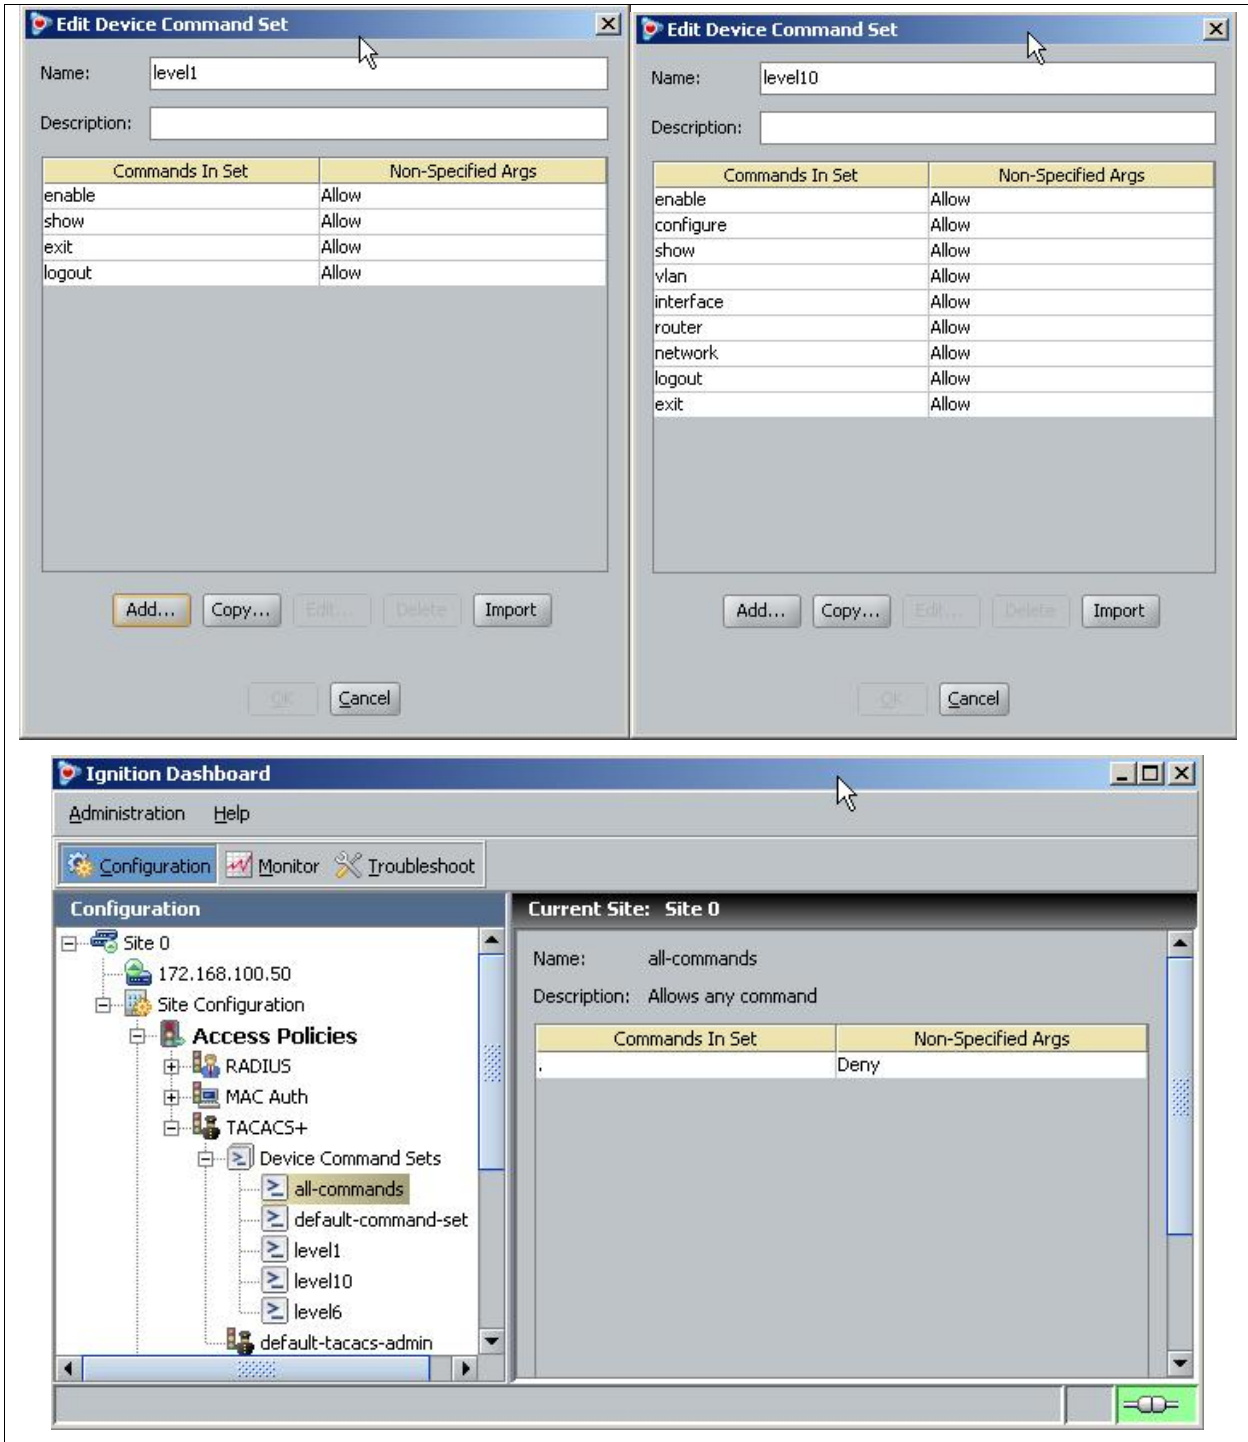 Edit Device Command Set
Name: level1
Description:
Commands In Set Non-Specified Args
enable Allow
show Allow
exit Allow
logout Allow
Add... Copy... Edit... Delete Import
OK Cancel
Edit Device Command Set
Name: level10
Description:
Commands In Set Non-Specified Args
enable Allow
configure Allow
show Allow
vlan Allow
interface Allow
router Allow
network Allow
logout Allow
exit Allow
Add... Copy... Edit... Delete Import
OK Cancel
Ignition Dashboard
Administration Help
Configuration Monitor Troubleshoot
Configuration
Site 0
172.168.100.50
Site Configuration
Access Policies
RADIUS
MAC Auth
TACACS+
Device Command Sets
all-commands
default-command-set
level1
level10
level6
default-tacacs-admin
Current Site: Site 0
Name: all-commands
Description: Allows any command
Commands In Set Non-Specified Args
. Deny